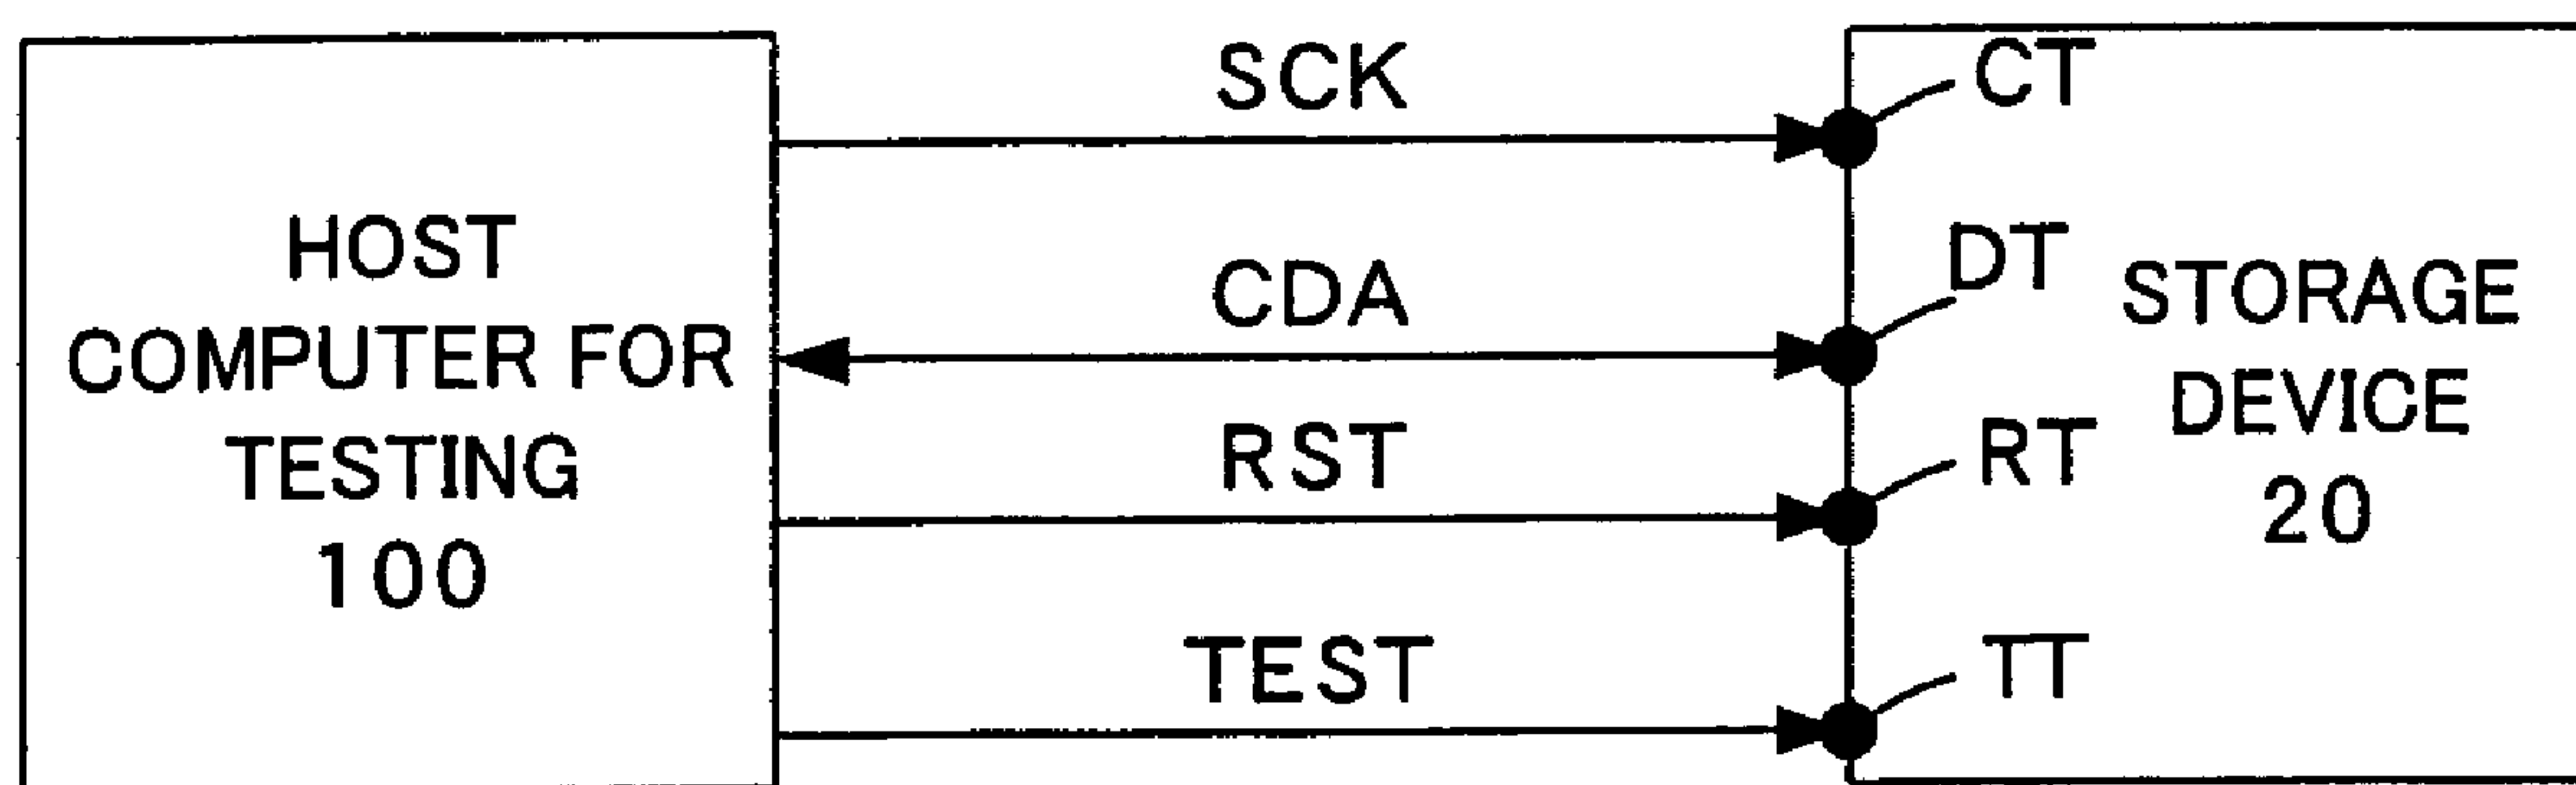 HOST
COMPUTER FOR
TESTING
100
SCK
CDA
RST
TEST
CT
DT
RT
TT
STORAGE
DEVICE
20